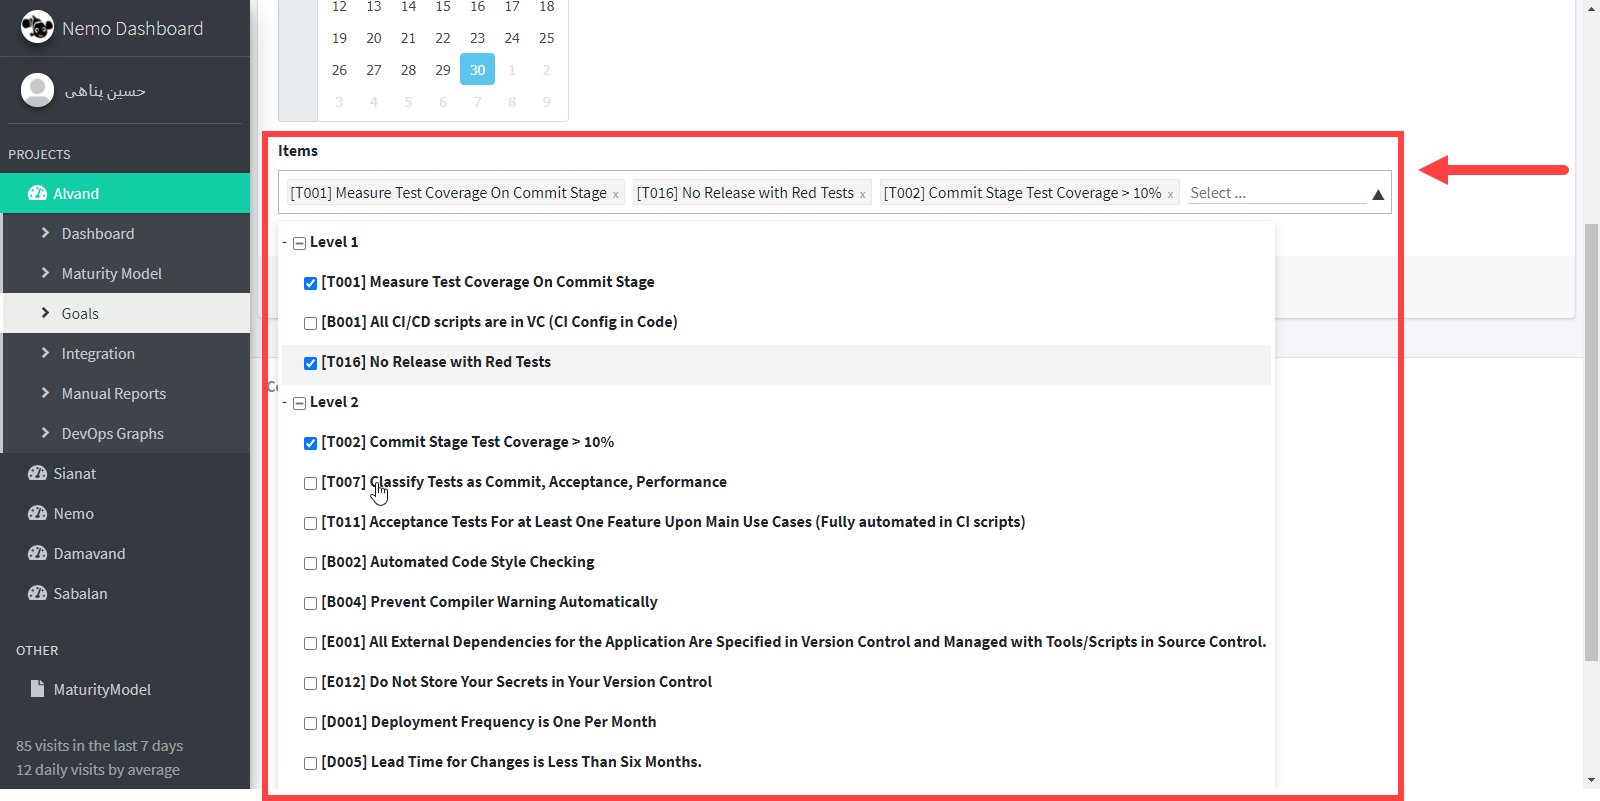 Nemo Dashboard
حسین پناهی
PROJECTS
Alvand
Dashboard
Maturity Model
Goals
Integration
Manual Reports
DevOps Graphs
Sianat
Nemo
Damavand
Sabalan
OTHER
MaturityModel
85 visits in the last 7 days
12 daily visits by average
12 13 14 15 16 17 18
19 20 21 22 23 24 25
26 27 28 29 30 1 2
3 4 5 6 7 8 9
Items
[T001] Measure Test Coverage On Commit Stage x [T016] No Release with Red Tests x [T002] Commit Stage Test Coverage > 10% x Select ...
- Level 1
[T001] Measure Test Coverage On Commit Stage
[B001] All CI/CD scripts are in VC (CI Config in Code)
[T016] No Release with Red Tests
- Level 2
[T002] Commit Stage Test Coverage > 10%
[T007] Classify Tests as Commit, Acceptance, Performance
[T011] Acceptance Tests For at Least One Feature Upon Main Use Cases (Fully automated in CI scripts)
[B002] Automated Code Style Checking
[B004] Prevent Compiler Warning Automatically
[E001] All External Dependencies for the Application Are Specified in Version Control and Managed with Tools/Scripts in Source Control.
[E012] Do Not Store Your Secrets in Your Version Control
[D001] Deployment Frequency is One Per Month
[D005] Lead Time for Changes is Less Than Six Months.